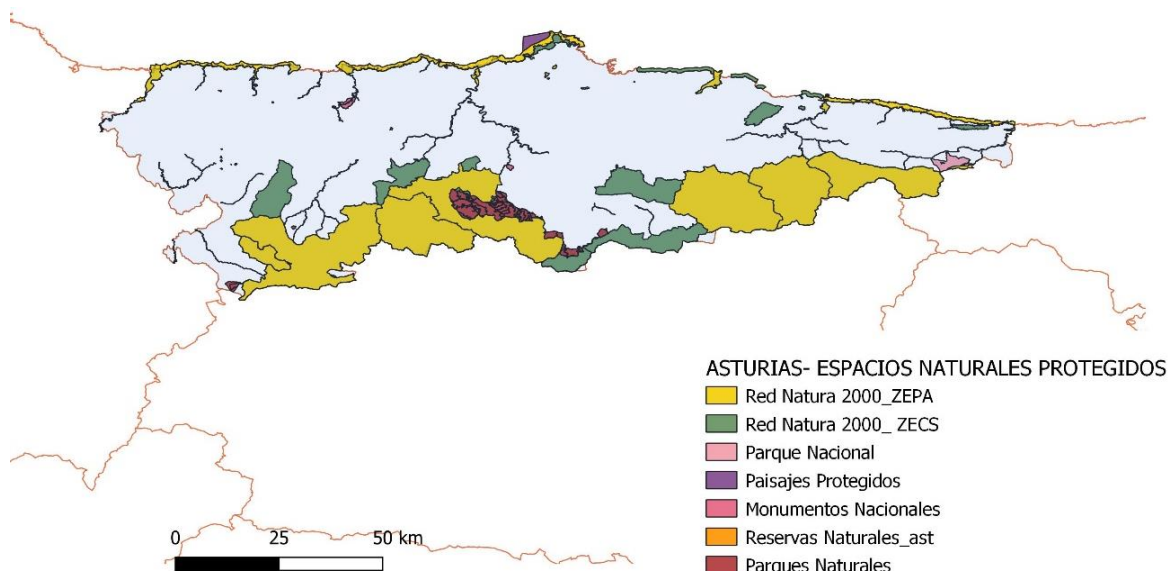 ASTURIAS- ESPACIOS NATURALES PROTEGIDOS
Red Natura 2000_ZEPA
Red Natura 2000_ ZECS
Parque Nacional
Paisajes Protegidos
Monumentos Nacionales
Reservas Naturales_ast
Parques Naturales
0 25 50 km